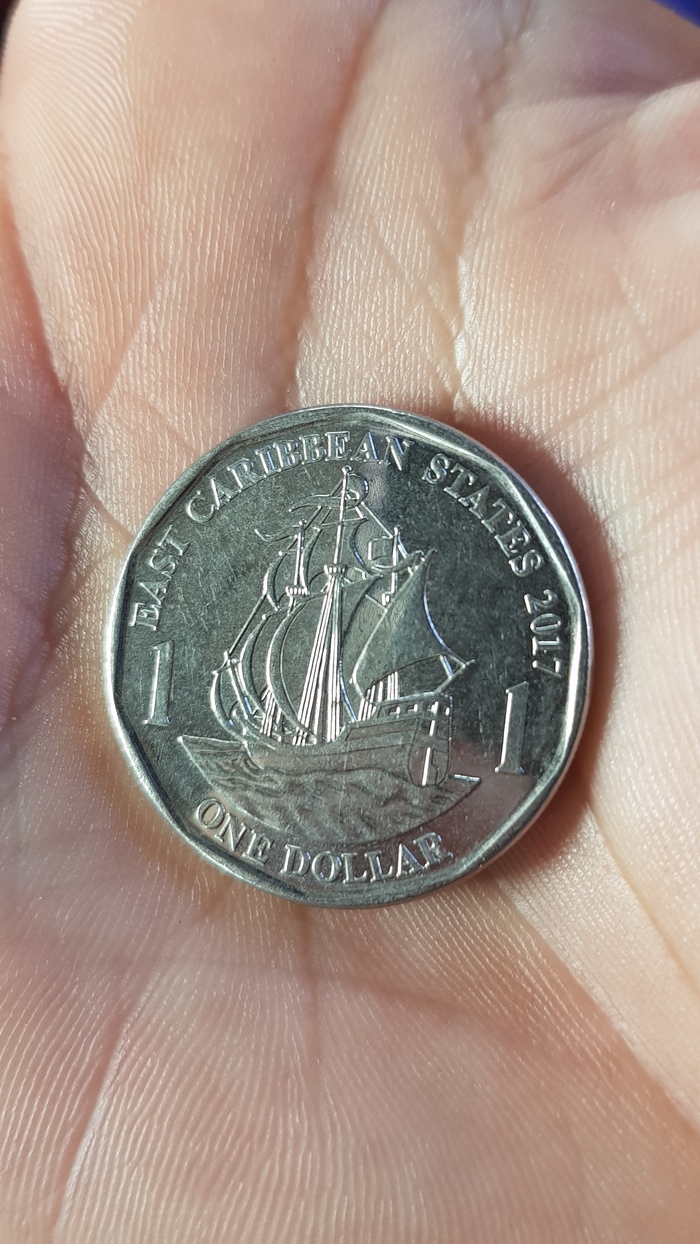 EAST CARIBBEAN STATES 2017
1 1
ONE DOLLAR